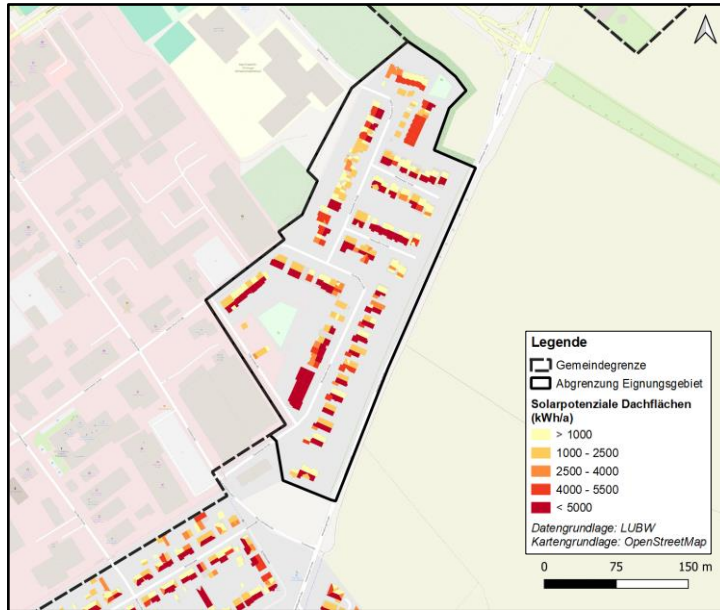 Legende
Gemeindegrenze
Abgrenzung Eignungsgebiet
Solarpotenziale Dachflächen
(kWh/a)
> 1000
1000 - 2500
2500 - 4000
4000 - 5500
< 5000
Datengrundlage: LUBW
Kartengrundlage: OpenStreetMap
0 75 150 m